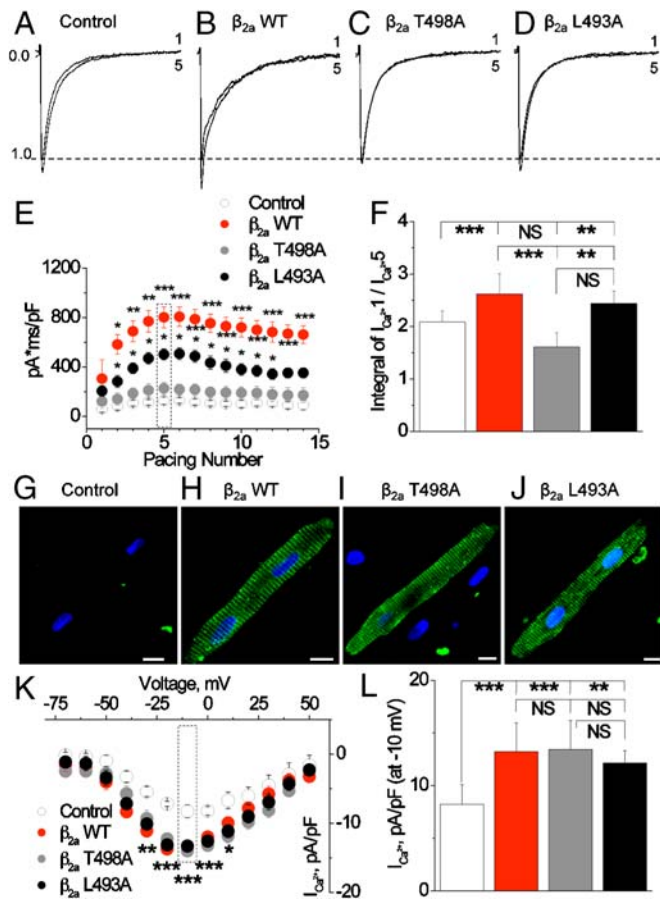 A Control
B β2a WT
C β2a T498A
D β2a L493A
0.0
1.0
1
5
1
5
1
5
1
5
E
Control
β2a WT
β2a T498A
β2a L493A
pA*ms/pF
1200
800
400
0
*** ** ** *** *** *** *** *** *** *** *** ***
* * * * * * * * * * *
0 5 10 15
Pacing Number
F
Integral of ICa2+1 / ICa2+5
4
3
2
1
0
*** NS **
*** **
NS
G Control
H β2a WT
I β2a T498A
J β2a L493A
K
Voltage, mV
-75 -50 -25 0 25 50
0
-10
-20
ICa2+, pA/pF
Control
β2a WT
β2a T498A
β2a L493A
** *** *** *** *
L
ICa2+, pA/pF (at -10 mV)
20
10
0
*** *** **
NS NS
NS